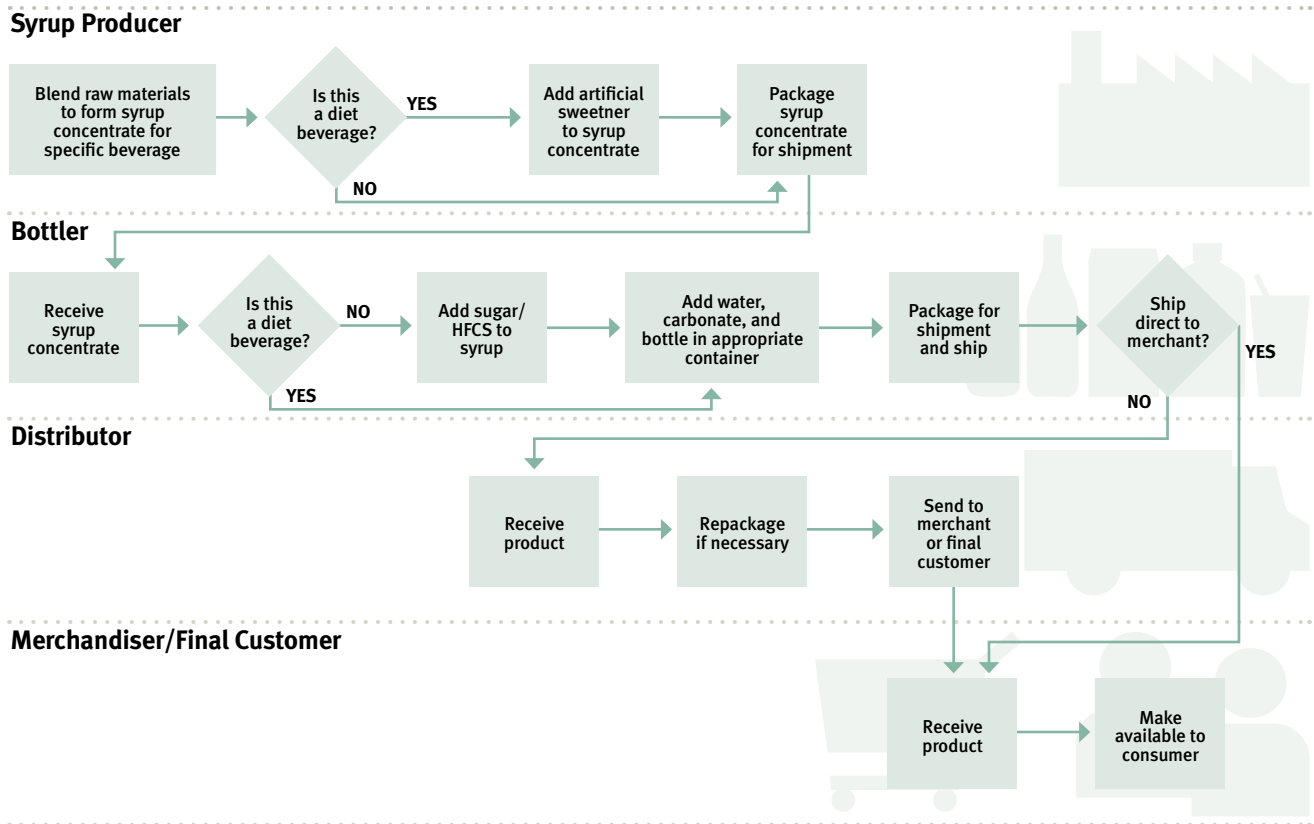 Syrup Producer
Blend raw materials
to form syrup
concentrate for
specific beverage
Is this
a diet
beverage?
YES
NO
Add artificial
sweetner
to syrup
concentrate
Package
syrup
concentrate
for shipment
Bottler
Receive
syrup
concentrate
Is this
a diet
beverage?
NO
YES
Add sugar/
HFCS to
syrup
Add water,
carbonate, and
bottle in appropriate
container
Package for
shipment
and ship
Ship
direct to
merchant?
YES
NO
Distributor
Receive
product
Repackage
if necessary
Send to
merchant
or final
customer
Merchandiser/Final Customer
Receive
product
Make
available to
consumer